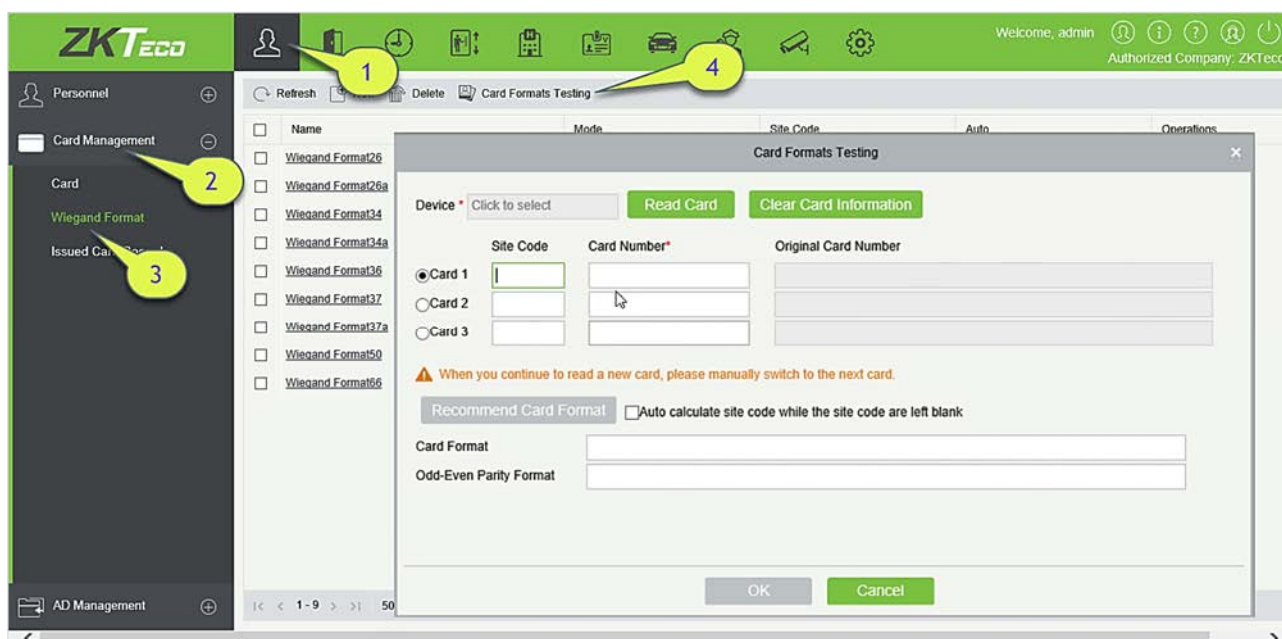 ZKTeco
Welcome, admin
Authorized Company: ZKTeco
1
4
Personnel
Refresh Delete Card Formats Testing
Card Management
2
Name Mode Site Code Auto Operations
Card
Wiegand Format
Issued Card
3
Wiegand Format26
Wiegand Format26a
Wiegand Format34
Wiegand Format34a
Wiegand Format36
Wiegand Format37
Wiegand Format37a
Wiegand Format50
Wiegand Format66
Card Formats Testing
Device * Click to select Read Card Clear Card Information
Site Code Card Number* Original Card Number
Card 1
Card 2
Card 3
When you continue to read a new card, please manually switch to the next card.
Recommend Card Format Auto calculate site code while the site code are left blank
Card Format
Odd-Even Parity Format
OK Cancel
AD Management
|< < 1-9 > >| 50